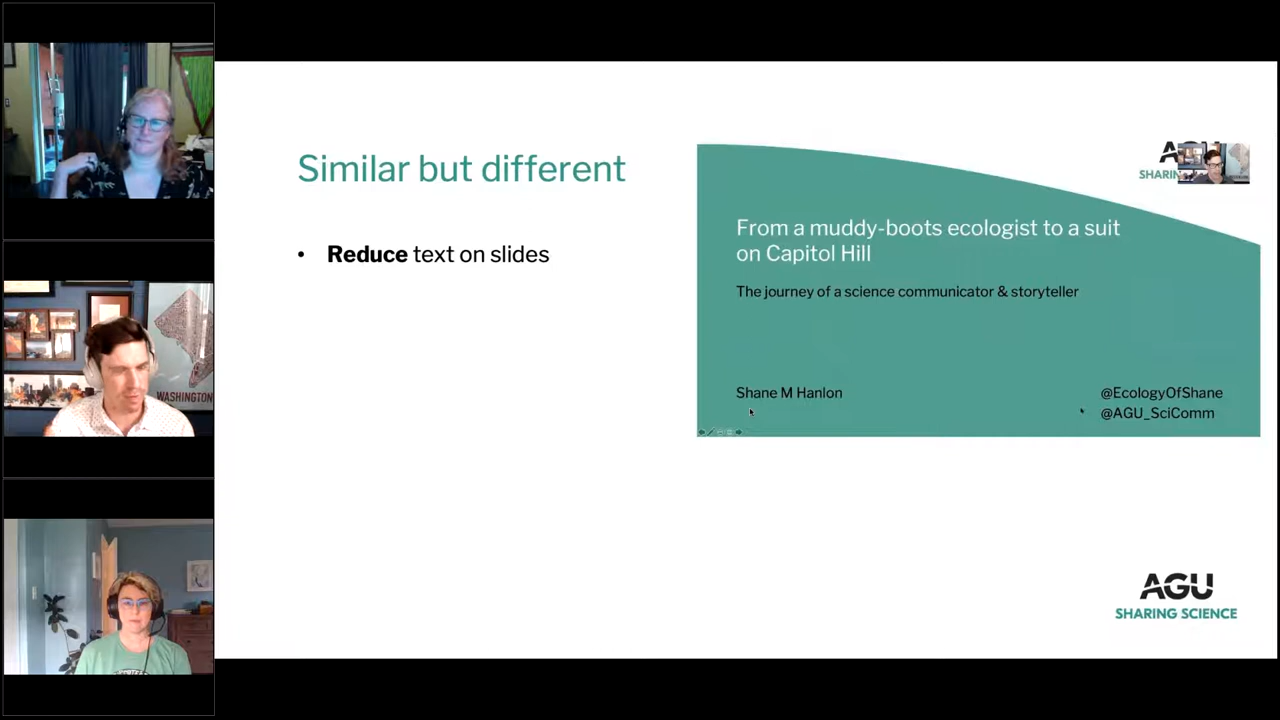 Similar but different
• Reduce text on slides
From a muddy-boots ecologist to a suit
on Capitol Hill
The journey of a science communicator & storyteller
Shane M Hanlon
@EcologyOfShane
@AGU_SciComm
AGU
SHARING SCIENCE
WASHINGTON